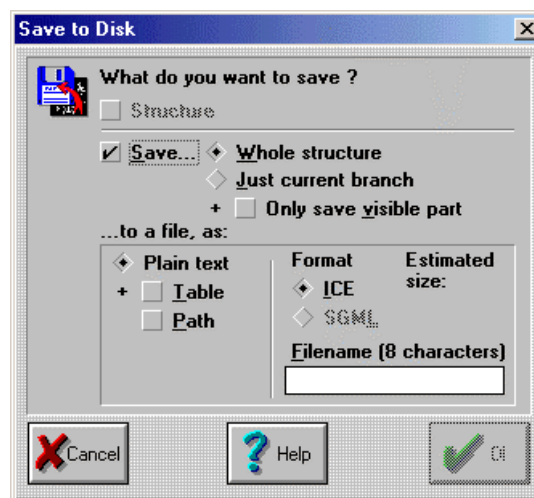 Save to Disk
What do you want to save ?
Structure
Save... Whole structure
Just current branch
+ Only save visible part
...to a file, as:
Plain text
+ Table
Path
Format
ICE
SGML
Estimated
size:
Filename (8 characters)
Cancel
Help